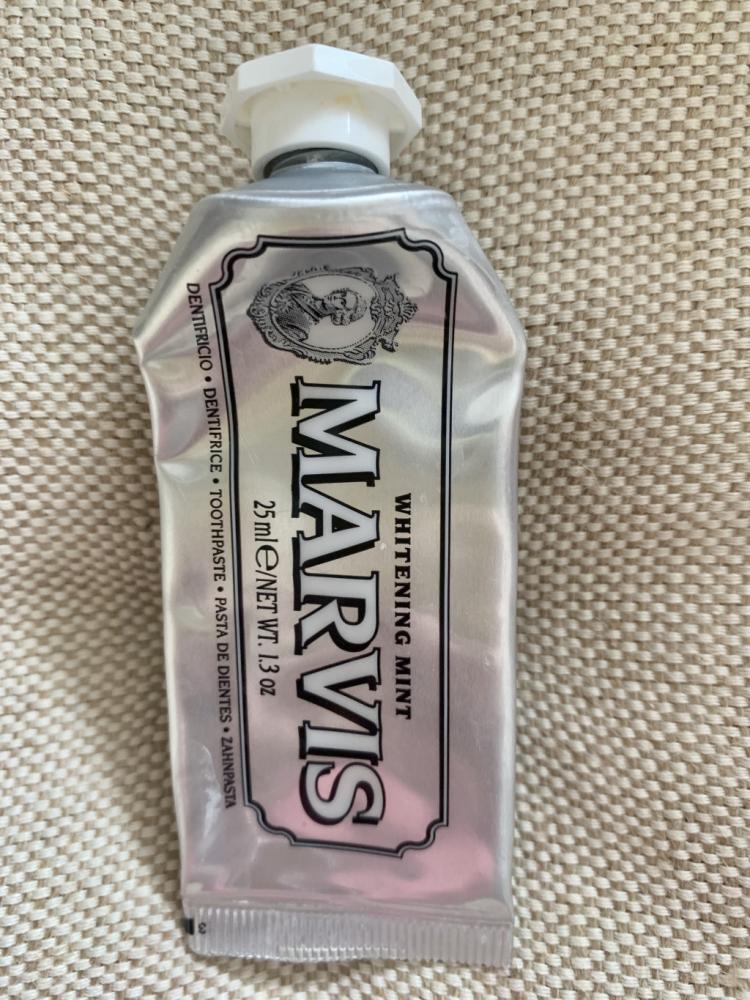 WHITENING MINT
MARVIS
25 ml ℮/NET WT. 1.3 oz
DENTIFRICIO • DENTIFRICE • TOOTHPASTE • PASTA DE DIENTES • ZAHNPASTA